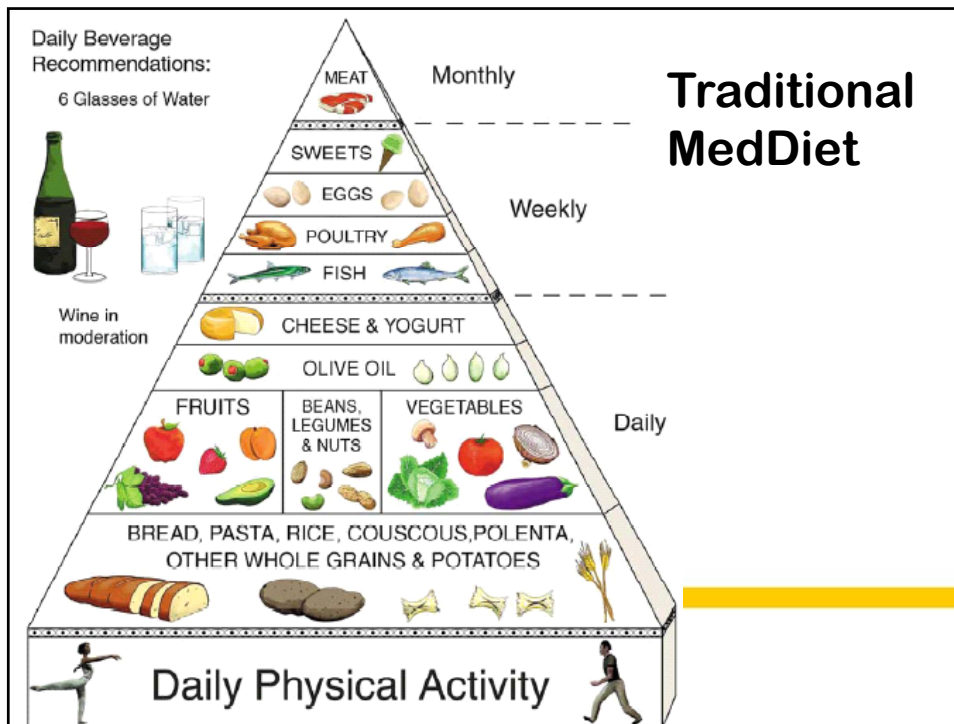 Daily Beverage
Recommendations:
6 Glasses of Water
Wine in
moderation
Traditional
MedDiet
MEAT
Monthly
SWEETS
EGGS
POULTRY
FISH
Weekly
CHEESE & YOGURT
OLIVE OIL
FRUITS
BEANS,
LEGUMES
& NUTS
VEGETABLES
Daily
BREAD, PASTA, RICE, COUSCOUS,POLENTA,
OTHER WHOLE GRAINS & POTATOES
Daily Physical Activity